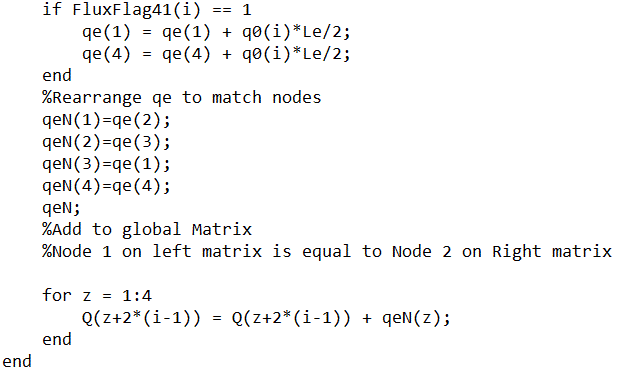 if FluxFlag41(i) == 1
qe(1) = qe(1) + q0(i)*Le/2;
qe(4) = qe(4) + q0(i)*Le/2;
end
%Rearrange qe to match nodes
qeN(1)=qe(2);
qeN(2)=qe(3);
qeN(3)=qe(1);
qeN(4)=qe(4);
qeN;
%Add to global Matrix
%Node 1 on left matrix is equal to Node 2 on Right matrix
for z = 1:4
Q(z+2*(i-1)) = Q(z+2*(i-1)) + qeN(z);
end
end